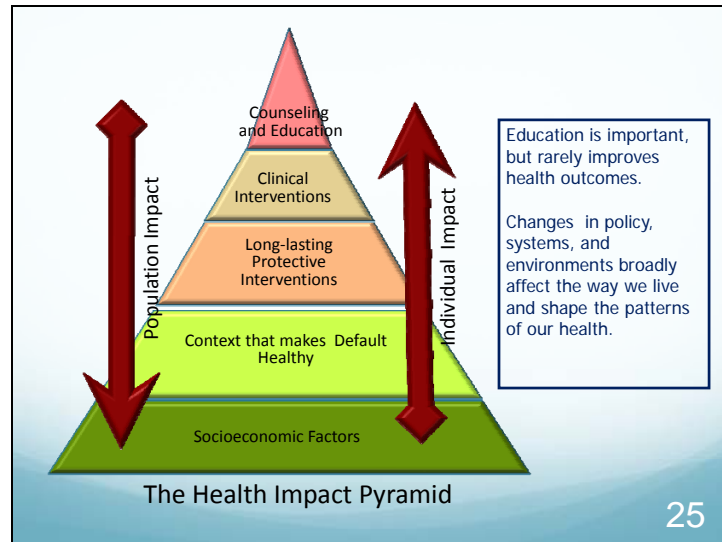 Counseling
and Education
Clinical
Interventions
Long-lasting
Protective
Interventions
Context that makes  Default
Healthy
Socioeconomic Factors
Population Impact
Individual  Impact
Education is important,
but rarely improves
health outcomes.
Changes  in policy,
systems, and
environments broadly
affect the way we live
and shape the patterns
of our health.
The Health Impact Pyramid
25